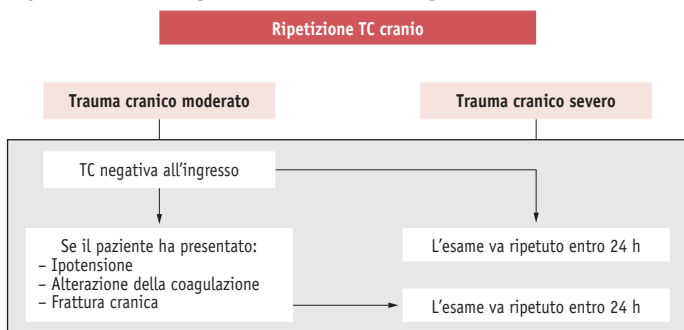 Ripetizione TC cranio
Trauma cranico moderato
Trauma cranico severo
TC negativa all'ingresso
Se il paziente ha presentato:
– Ipotensione
– Alterazione della coagulazione
– Frattura cranica
L'esame va ripetuto entro 24 h
L'esame va ripetuto entro 24 h